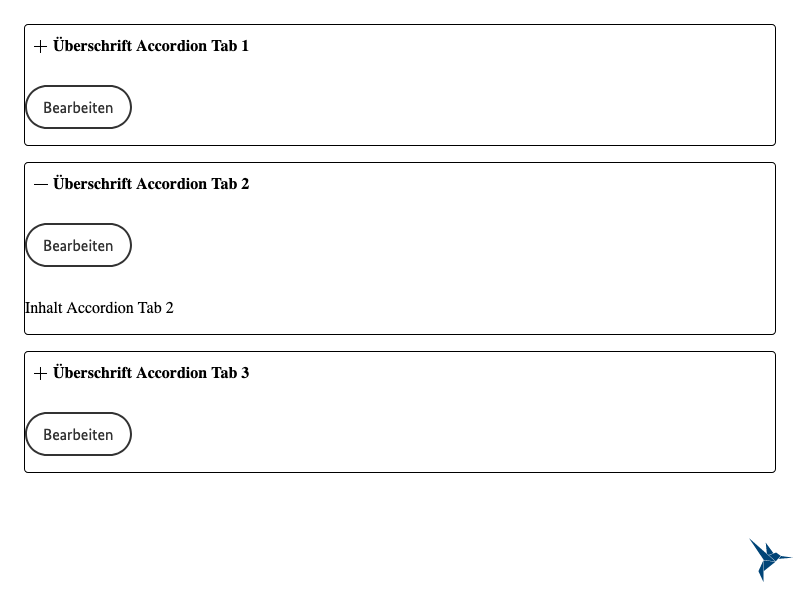 Überschrift Accordion Tab 1
Bearbeiten
Überschrift Accordion Tab 2
Bearbeiten
Inhalt Accordion Tab 2
Überschrift Accordion Tab 3
Bearbeiten